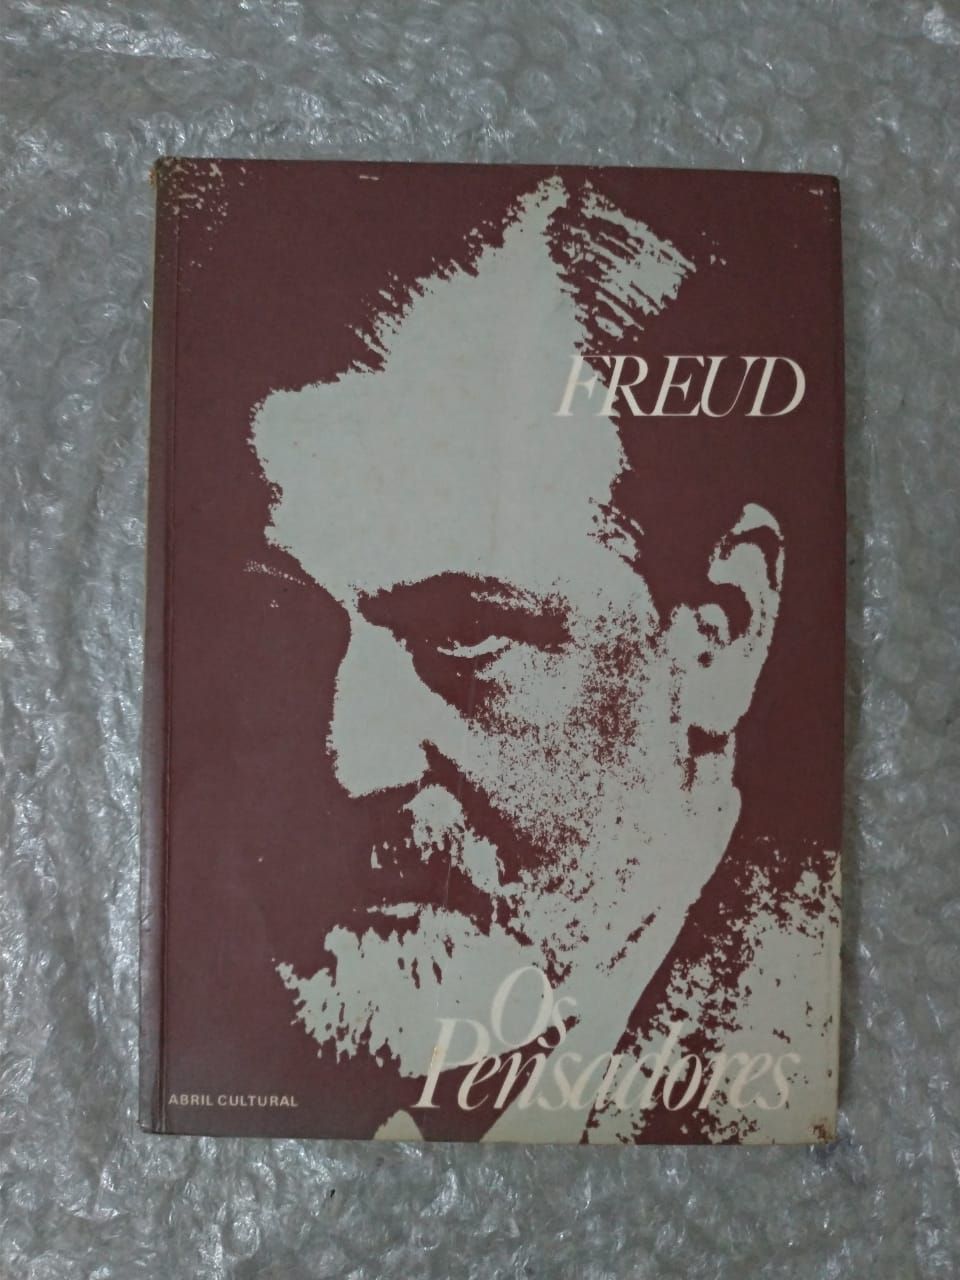 FREUD
Os
Pensadores
ABRIL CULTURAL